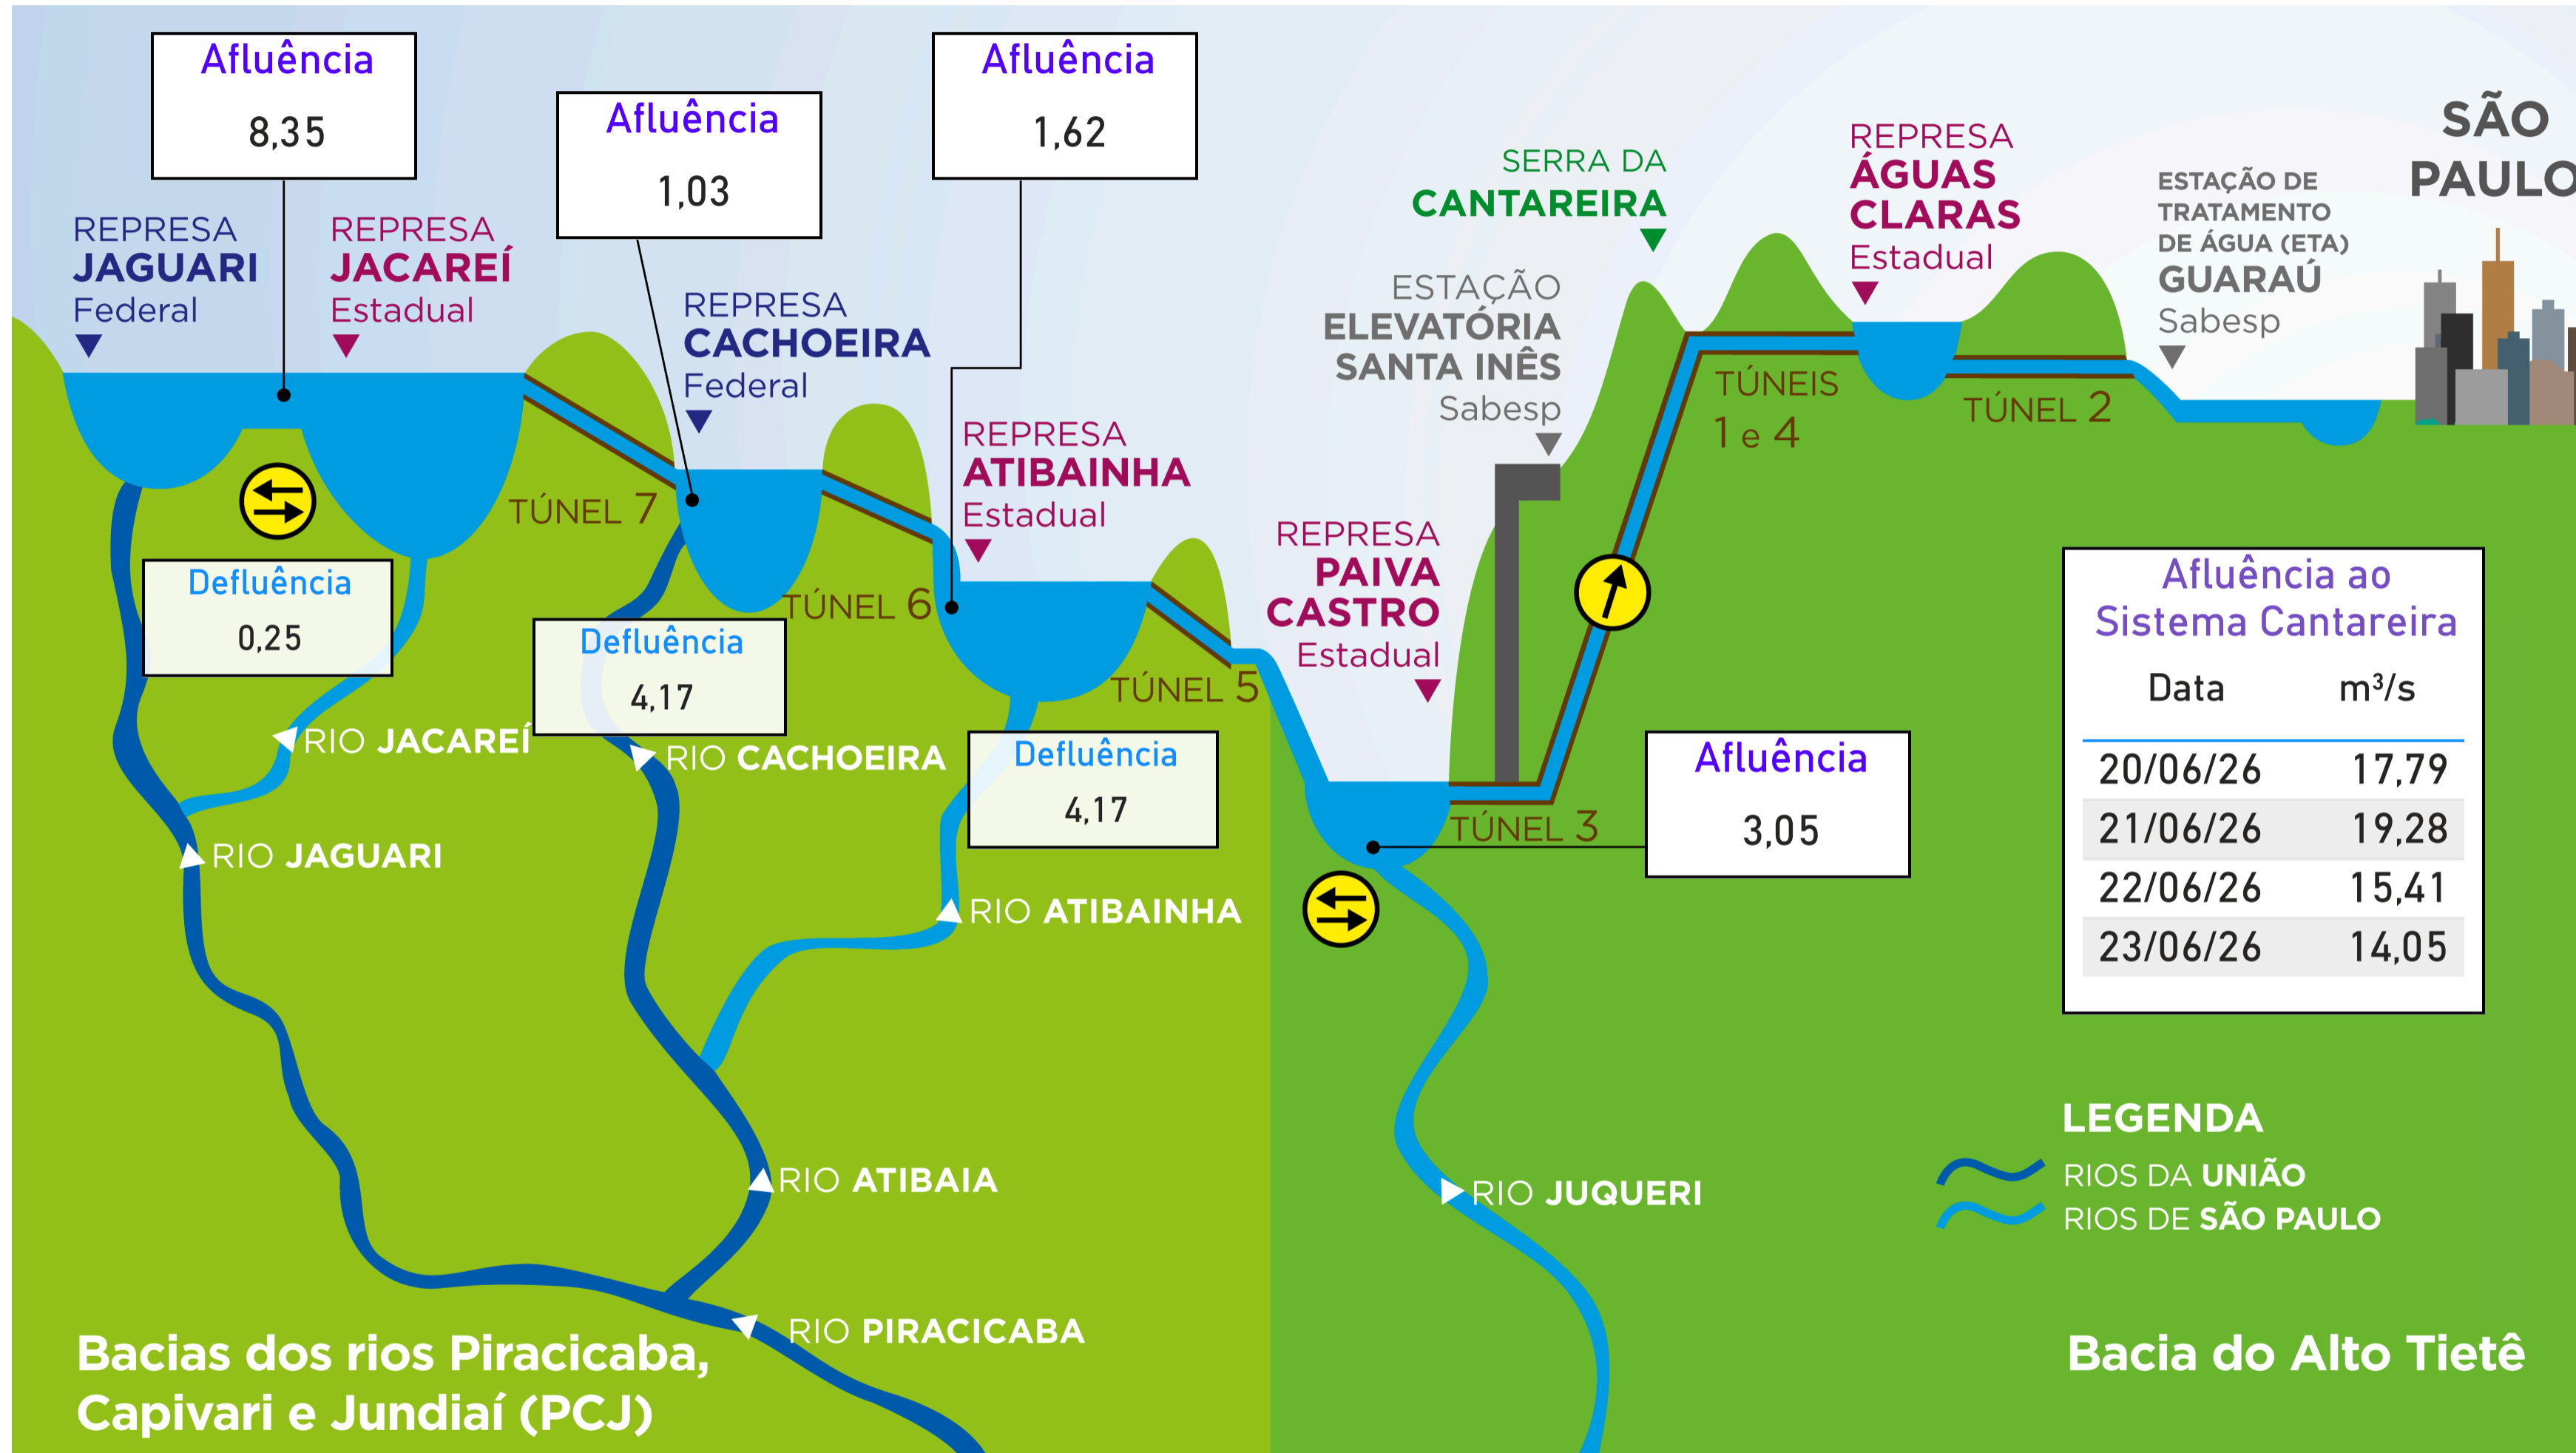 Afluência
8,35
Afluência
1,03
Afluência
1,62
REPRESA
JAGUARI
Federal
REPRESA
JACAREÍ
Estadual
REPRESA
CACHOEIRA
Federal
REPRESA
ATIBAINHA
Estadual
SERRA DA
CANTAREIRA
ESTAÇÃO
ELEVATÓRIA
SANTA INÊS
Sabesp
REPRESA
ÁGUAS
CLARAS
Estadual
ESTAÇÃO DE
TRATAMENTO
DE ÁGUA (ETA)
GUARAÚ
Sabesp
SÃO
PAULO
TÚNEL 7
TÚNEL 6
TÚNEL 5
REPRESA
PAIVA
CASTRO
Estadual
TÚNEIS
1 e 4
TÚNEL 2
TÚNEL 3
Defluência
0,25
Defluência
4,17
Defluência
4,17
Afluência
3,05
Afluência ao
Sistema Cantareira
Data m³/s
20/06/26 17,79
21/06/26 19,28
22/06/26 15,41
23/06/26 14,05
RIO JACAREÍ
RIO CACHOEIRA
RIO JAGUARI
RIO ATIBAINHA
RIO ATIBAIA
RIO JUQUERI
RIO PIRACICABA
LEGENDA
RIOS DA UNIÃO
RIOS DE SÃO PAULO
Bacias dos rios Piracicaba,
Capivari e Jundiaí (PCJ)
Bacia do Alto Tietê